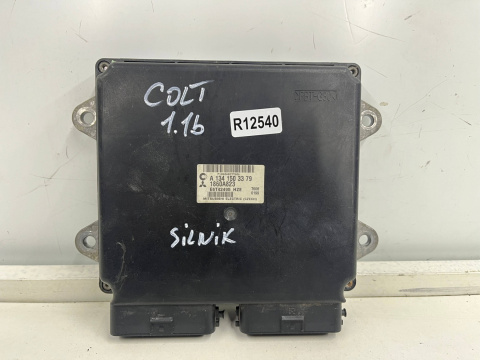 COLT
1.1b
R12540
A 134 150 33 79
1860A823
SILNIK